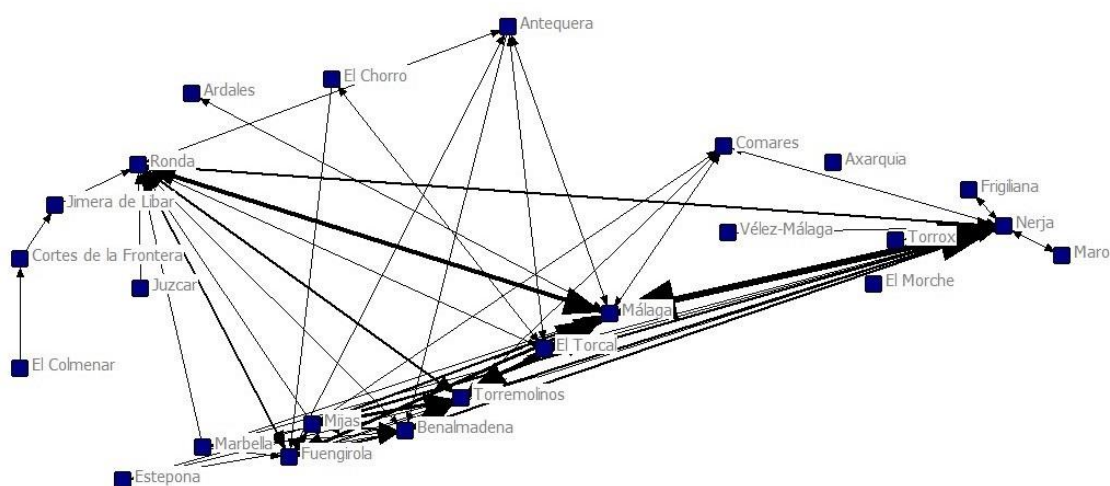 Antequera
El Chorro
Ardales
Comares
Axarquia
Ronda
Frigiliana
Jimera de Libar
Nerja
Vélez-Málaga
Torrox
Maro
Cortes de la Frontera
El Morche
Juzcar
Málaga
El Torcal
El Colmenar
Torremolinos
Mijas
Benalmadena
Marbella
Fuengirola
Estepona